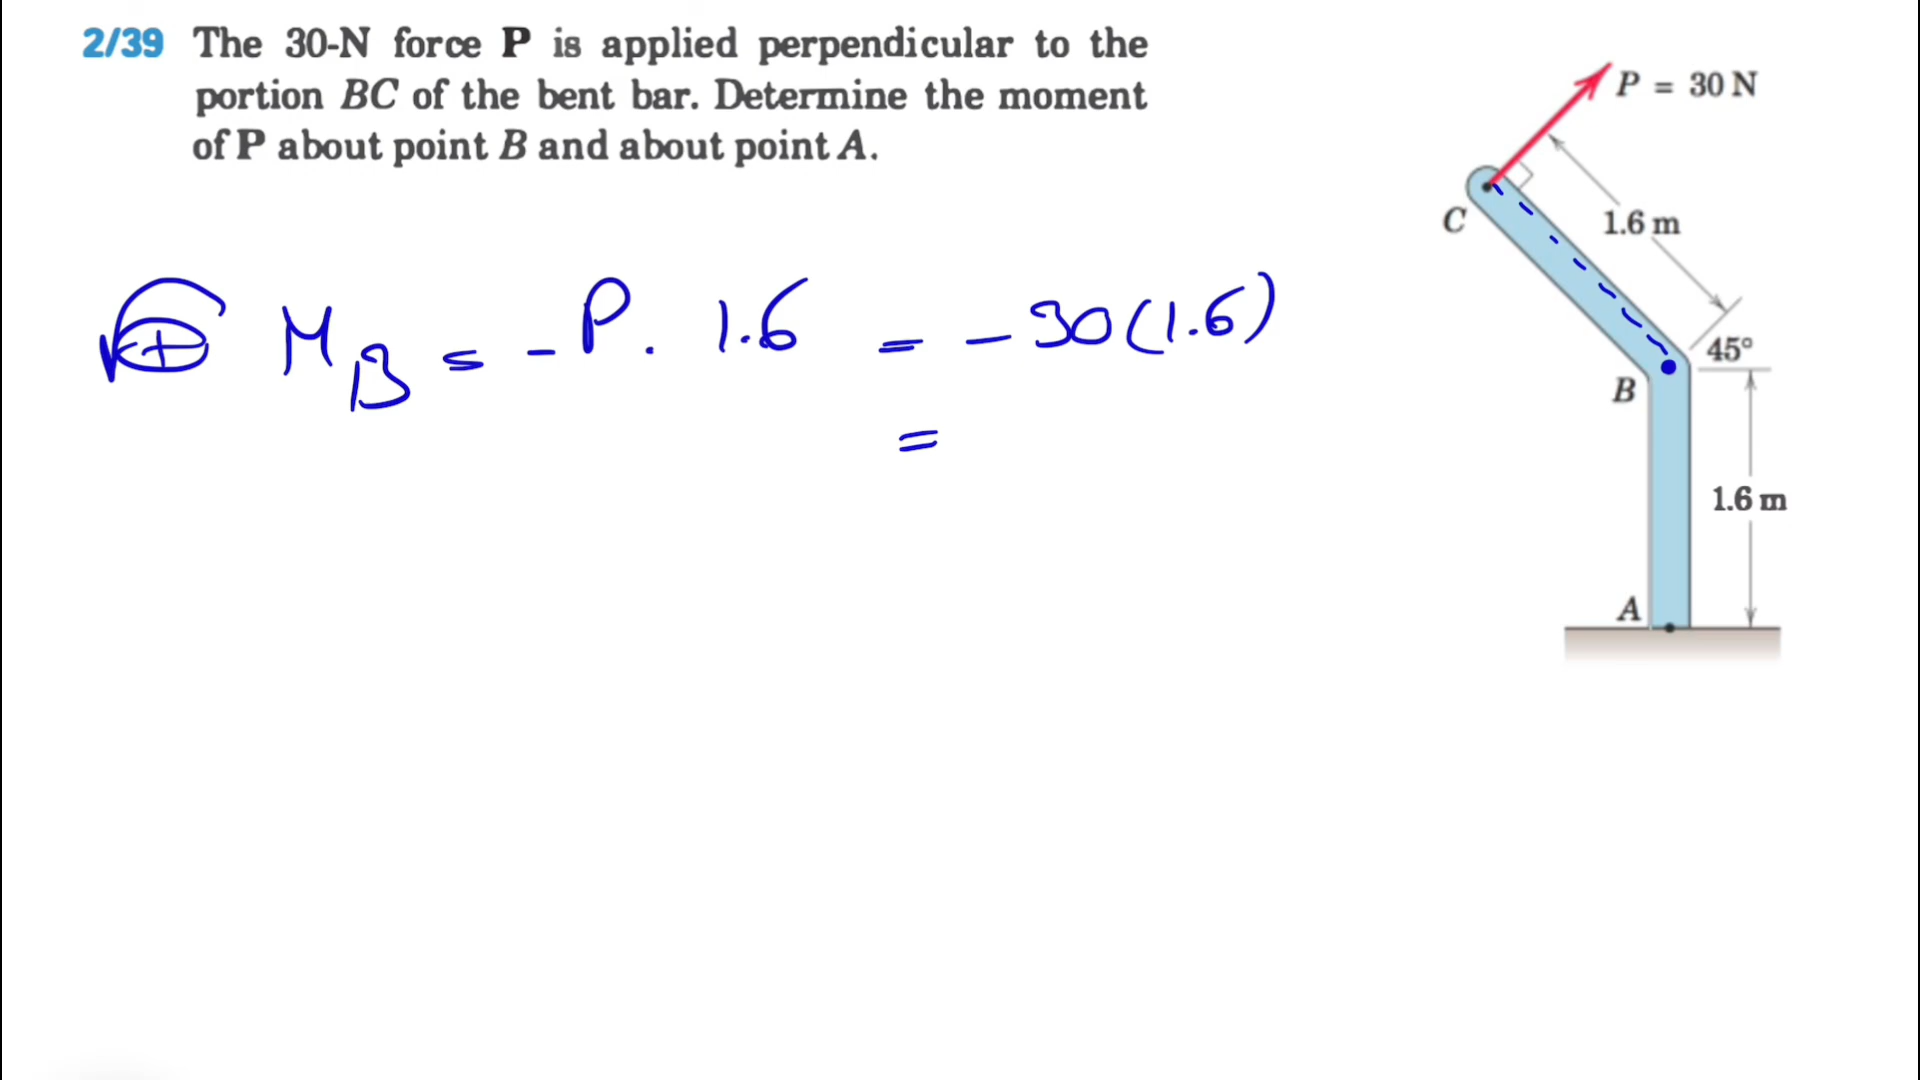 2/39 The 30-N force P is applied perpendicular to the
portion BC of the bent bar. Determine the moment
of P about point B and about point A.
P = 30 N
C
1.6 m
45°
B
1.6 m
A
+ M_B = -P. 1.6 = -30(1.6)
=